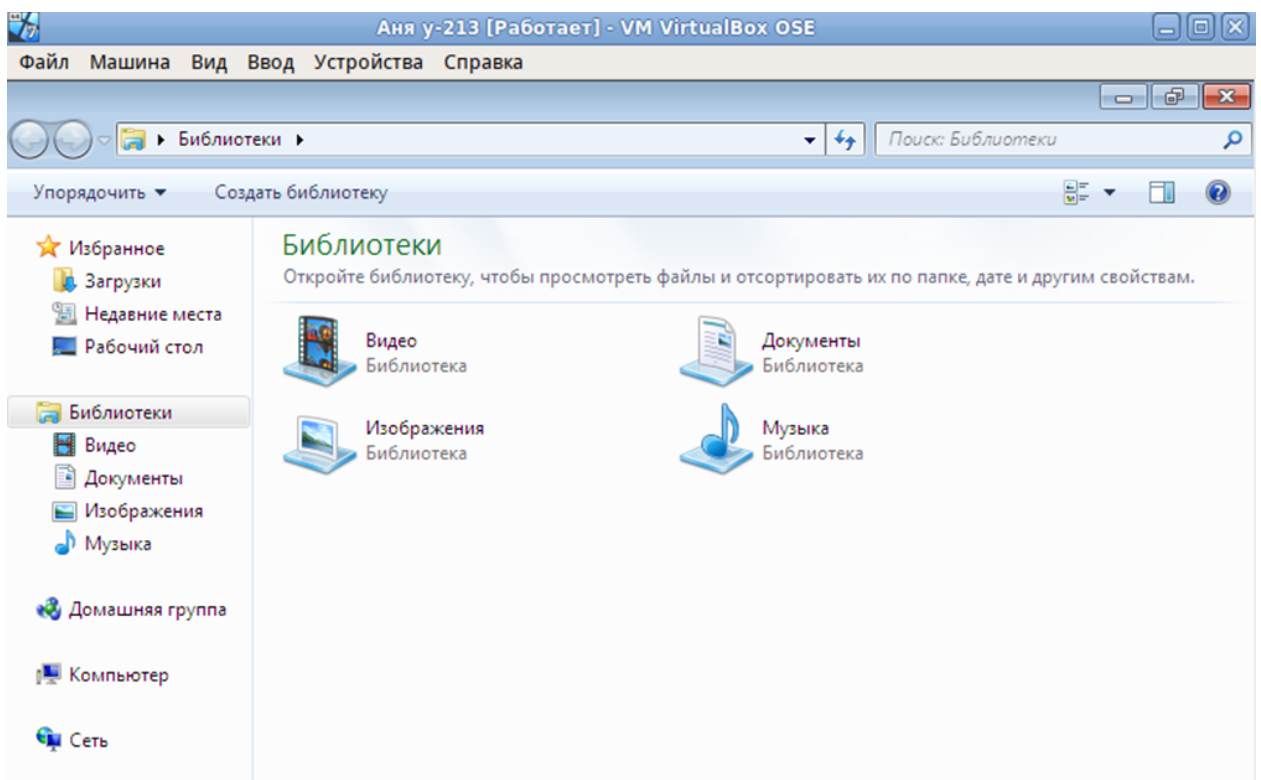 Аня у-213 [Работает] - VM VirtualBox OSE
Файл Машина Вид Ввод Устройства Справка
Библиотеки
Поиск: Библиотеки
Упорядочить Создать библиотеку
Избранное
Загрузки
Недавние места
Рабочий стол
Библиотеки
Видео
Документы
Изображения
Музыка
Домашняя группа
Компьютер
Сеть
Библиотеки
Откройте библиотеку, чтобы просмотреть файлы и отсортировать их по папке, дате и другим свойствам.
Видео
Библиотека
Документы
Библиотека
Изображения
Библиотека
Музыка
Библиотека